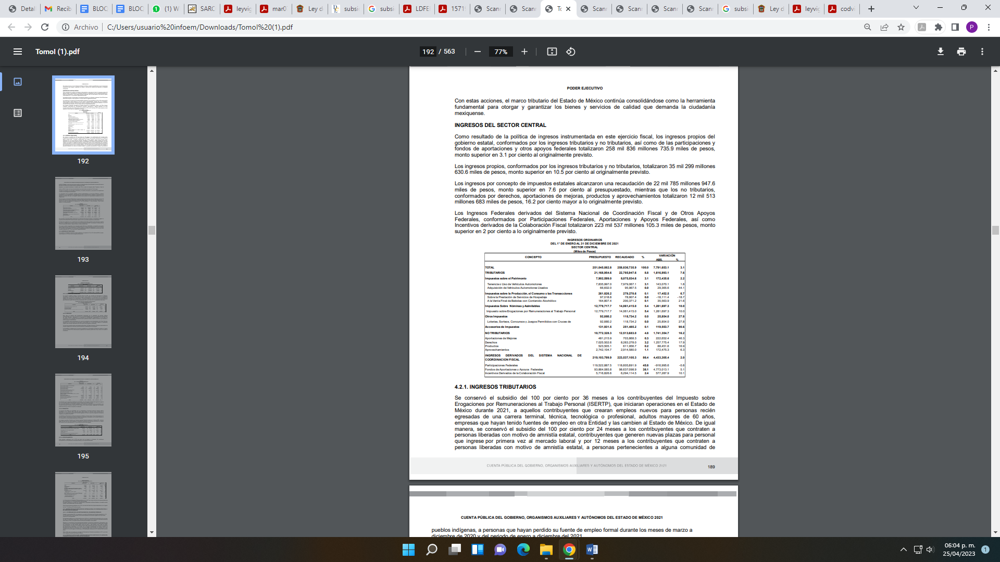 Detal
Recib
BLOC
BLOC
(1) W
SARC
leyvig
mar0
Ley d
subsi
subsi
LDFE
1571
Scan
Scan
To
Scan
Scan
Scan
Scan
subsi
Ley d
leyvig
codvi
Archivo
C:/Users/usuario%20infoem/Downloads/TomoI%20(1).pdf
P
TomoI (1).pdf
192 / 563
77%
192
193
194
195
PODER EJECUTIVO
Con estas acciones, el marco tributario del Estado de México continúa consolidándose como la herramienta
fundamental para otorgar y garantizar los bienes y servicios de calidad que demanda la ciudadanía
mexiquense.
INGRESOS DEL SECTOR CENTRAL
Como resultado de la política de ingresos instrumentada en este ejercicio fiscal, los ingresos propios del
gobierno estatal, conformados por los ingresos tributarios y no tributarios, así como de las participaciones y
fondos de aportaciones y otros apoyos federales totalizaron 258 mil 836 millones 735.9 miles de pesos,
monto superior en 3.1 por ciento al originalmente previsto.
Los ingresos propios, conformados por los ingresos tributarios y no tributarios, totalizaron 35 mil 299 millones
630.6 miles de pesos, monto superior en 10.5 por ciento al originalmente previsto.
Los ingresos por concepto de impuestos estatales alcanzaron una recaudación de 22 mil 785 millones 947.6
miles de pesos, monto superior en 7.6 por ciento al presupuestado, mientras que los no tributarios,
conformados por derechos, aportaciones de mejoras, productos y aprovechamientos totalizaron 12 mil 513
millones 683 miles de pesos, 16.2 por ciento mayor a lo originalmente previsto.
Los Ingresos Federales derivados del Sistema Nacional de Coordinación Fiscal y de Otros Apoyos
Federales, conformados por Participaciones Federales, Aportaciones y Apoyos Federales, así como
Incentivos derivados de la Colaboración Fiscal totalizaron 223 mil 537 millones 105.3 miles de pesos, monto
superior en 2 por ciento a lo originalmente previsto.
INGRESOS ORDINARIOS
DEL 1° DE ENERO AL 31 DE DICIEMBRE DE 2021
SECTOR CENTRAL
(Miles de Pesos)
CONCEPTO PRESUPUESTO RECAUDADO % VARIACIÓN
ABS. %
TOTAL 251,045,082.8 258,836,735.9 100.0 7,791,653.1 3.1
TRIBUTARIOS 21,168,954.6 22,785,947.6 8.8 1,616,993.1 7.6
Impuestos sobre el Patrimonio 7,902,599.0 8,075,034.6 3.1 172,435.6 2.2
Tenencia o Uso de Vehículos Automotores 7,835,997.0 7,979,067.1 3.1 143,070.1 1.8
Adquisición de Vehículos Automotores Usados 66,602.0 95,967.5 0.0 29,365.6 44.1
Impuestos sobre la Producción, el Consumo y las Transacciones 261,826.2 279,278.6 0.1 17,452.5 6.7
Sobre la Prestación de Servicios de Hospedaje 97,018.8 78,907.4 0.0 -18,111.4 -18.7
A la Venta Final de Bebidas con Contenido Alcohólico 164,807.4 200,371.2 0.1 35,563.9 21.6
Impuestos Sobre Nóminas y Asimilables 12,779,717.7 14,061,415.0 5.4 1,281,697.3 10.0
Impuesto sobre Erogaciones por Remuneraciones al Trabajo Personal 12,779,717.7 14,061,415.0 5.4 1,281,697.3 10.0
Otros Impuestos 92,880.2 118,734.2 0.0 25,854.0 27.8
Loterías, Sorteos, Concursos y Juegos Permitidos con Cruces de 92,880.2 118,734.2 0.0 25,854.0 27.8
Accesorios de Impuestos 131,931.5 251,485.2 0.1 119,553.7 90.6
NO TRIBUTARIOS 10,772,328.3 12,513,683.0 4.8 1,741,354.7 16.2
Aportaciones de Mejoras 481,215.9 703,868.3 0.3 222,652.4 46.3
Derechos 7,025,502.6 8,283,278.0 3.2 1,257,775.4 17.9
Productos 523,505.1 611,956.7 0.2 88,451.6 16.9
Aprovechamientos 2,742,104.7 2,914,580.0 1.1 172,475.3 6.3
INGRESOS DERIVADOS DEL SISTEMA NACIONAL DE
COORDINACION FISCAL 219,103,799.9 223,537,105.3 86.4 4,433,305.4 2.0
Participaciones Federales 119,522,887.5 118,605,891.9 45.8 -916,995.6 -0.8
Fondos de Aportaciones y Apoyos Federales 93,864,085.8 98,637,098.9 38.1 4,773,013.1 5.1
Incentivos Derivados de la Colaboración Fiscal 5,716,826.6 6,294,114.5 2.4 577,287.9 10.1
4.2.1. INGRESOS TRIBUTARIOS
Se conservó el subsidio del 100 por ciento por 36 meses a los contribuyentes del Impuesto sobre
Erogaciones por Remuneraciones al Trabajo Personal (ISERTP), que iniciaran operaciones en el Estado de
México durante 2021, a aquellos contribuyentes que crearan empleos nuevos para personas recién
egresadas de una carrera terminal, técnica, tecnológica o profesional, adultos mayores de 60 años,
empresas que hayan tenido fuentes de empleo en otra Entidad y las cambien al Estado de México. De igual
manera, se conservó el subsidio del 100 por ciento por 24 meses a los contribuyentes que contraten a
personas liberadas con motivo de amnistía estatal, contribuyentes que generen nuevas plazas para personal
que ingrese por primera vez al mercado laboral y por 12 meses a los contribuyentes que contraten a
personas liberadas con motivo de amnistía estatal, a personas pertenecientes a alguna comunidad de
CUENTA PÚBLICA DEL GOBIERNO, ORGANISMOS AUXILIARES Y AUTÓNOMOS DEL ESTADO DE MÉXICO 2021
189
CUENTA PÚBLICA DEL GOBIERNO, ORGANISMOS AUXILIARES Y AUTÓNOMOS DEL ESTADO DE MÉXICO 2021
pueblos indígenas, a personas que hayan perdido su fuente de empleo formal durante los meses de marzo a
diciembre de 2020 y del periodo de enero a diciembre del 2021
06:04 p. m.
25/04/2023
1